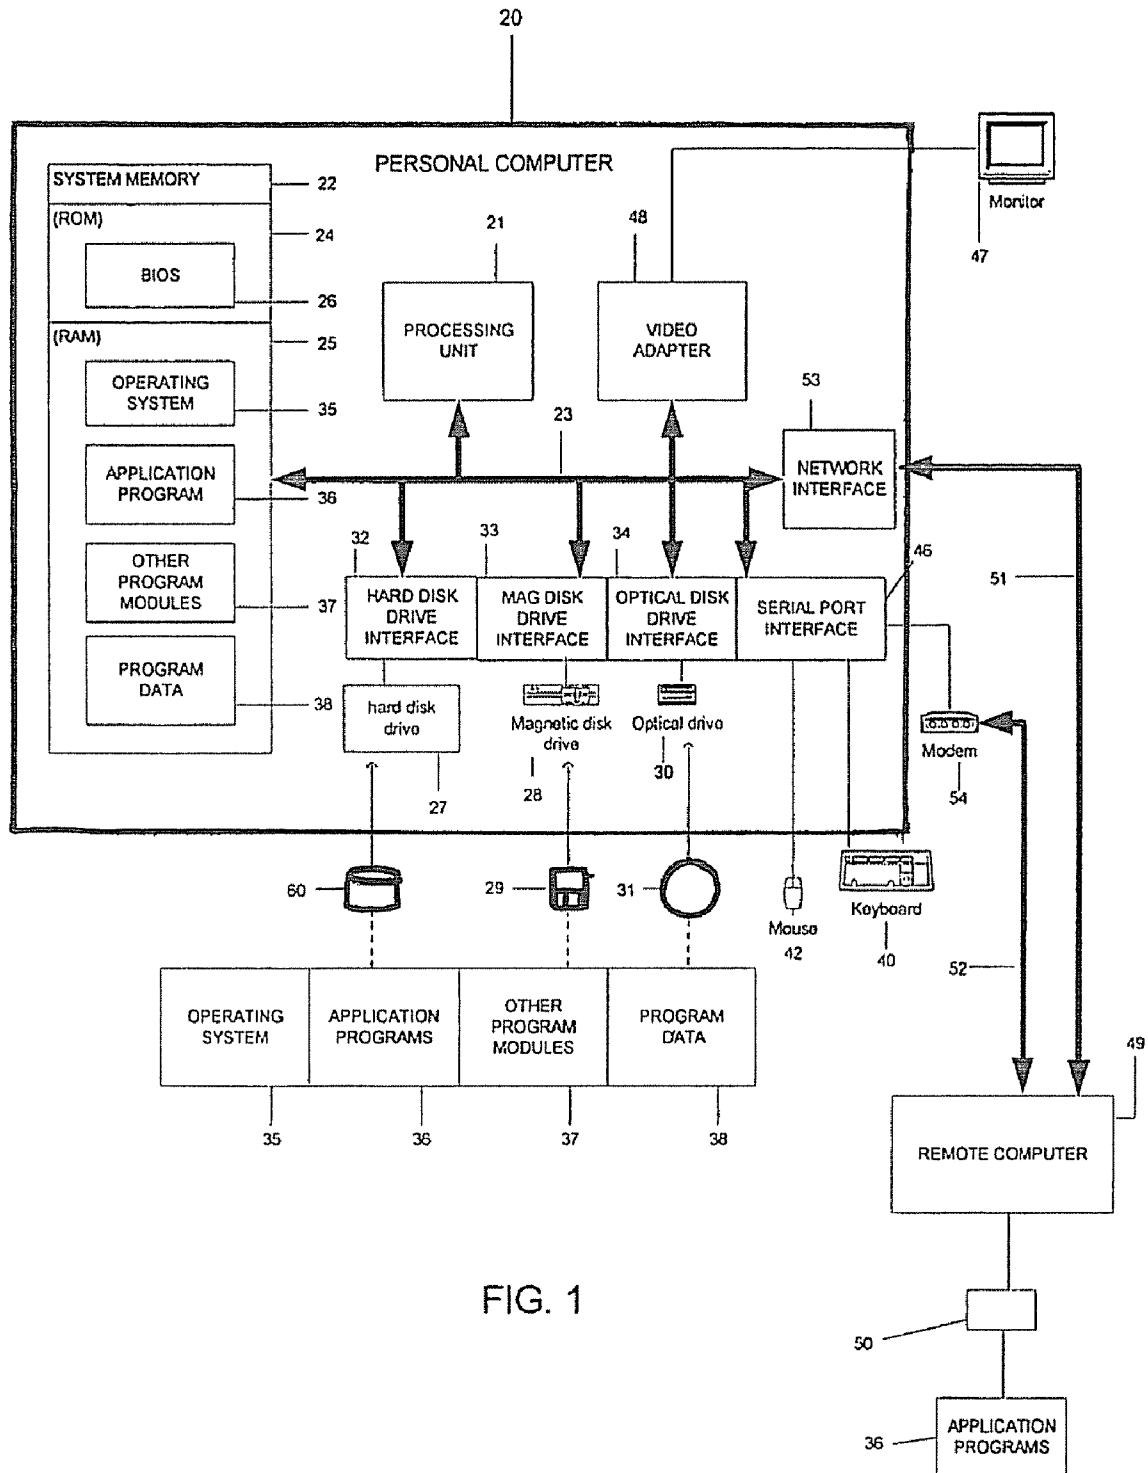 20
PERSONAL COMPUTER
SYSTEM MEMORY
22
(ROM)
24
BIOS
26
(RAM)
25
OPERATING
SYSTEM
35
APPLICATION
PROGRAM
36
OTHER
PROGRAM
MODULES
37
PROGRAM
DATA
38
21
PROCESSING
UNIT
48
VIDEO
ADAPTER
Monitor
47
23
53
NETWORK
INTERFACE
32
HARD DISK
DRIVE
INTERFACE
33
MAG DISK
DRIVE
INTERFACE
34
OPTICAL DISK
DRIVE
INTERFACE
46
SERIAL PORT
INTERFACE
51
hard disk
drive
27
Magnetic disk
drive
28
Optical drive
30
Modem
54
60
29
31
Mouse
42
Keyboard
40
52
OPERATING
SYSTEM
APPLICATION
PROGRAMS
OTHER
PROGRAM
MODULES
PROGRAM
DATA
35
36
37
38
49
REMOTE COMPUTER
FIG. 1
50
36
APPLICATION
PROGRAMS